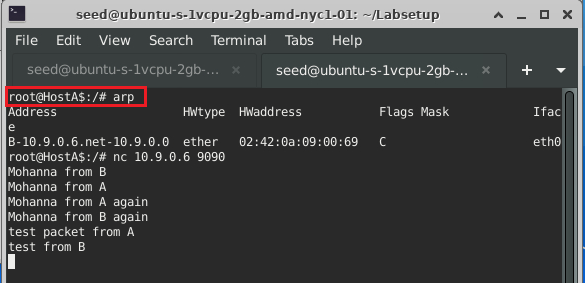 seed@ubuntu-s-1vcpu-2gb-amd-nyc1-01: ~/Labsetup
File Edit View Search Terminal Tabs Help
seed@ubuntu-s-1vcpu-2gb-... × seed@ubuntu-s-1vcpu-2gb-... ×
root@HostA$:/# arp
Address HWtype HWaddress Flags Mask Ifac
e
B-10.9.0.6.net-10.9.0.0 ether 02:42:0a:09:00:69 C eth0
root@HostA$:/# nc 10.9.0.6 9090
Mohanna from B
Mohanna from A
Mohanna from A again
Mohanna from B again
test packet from A
test from B